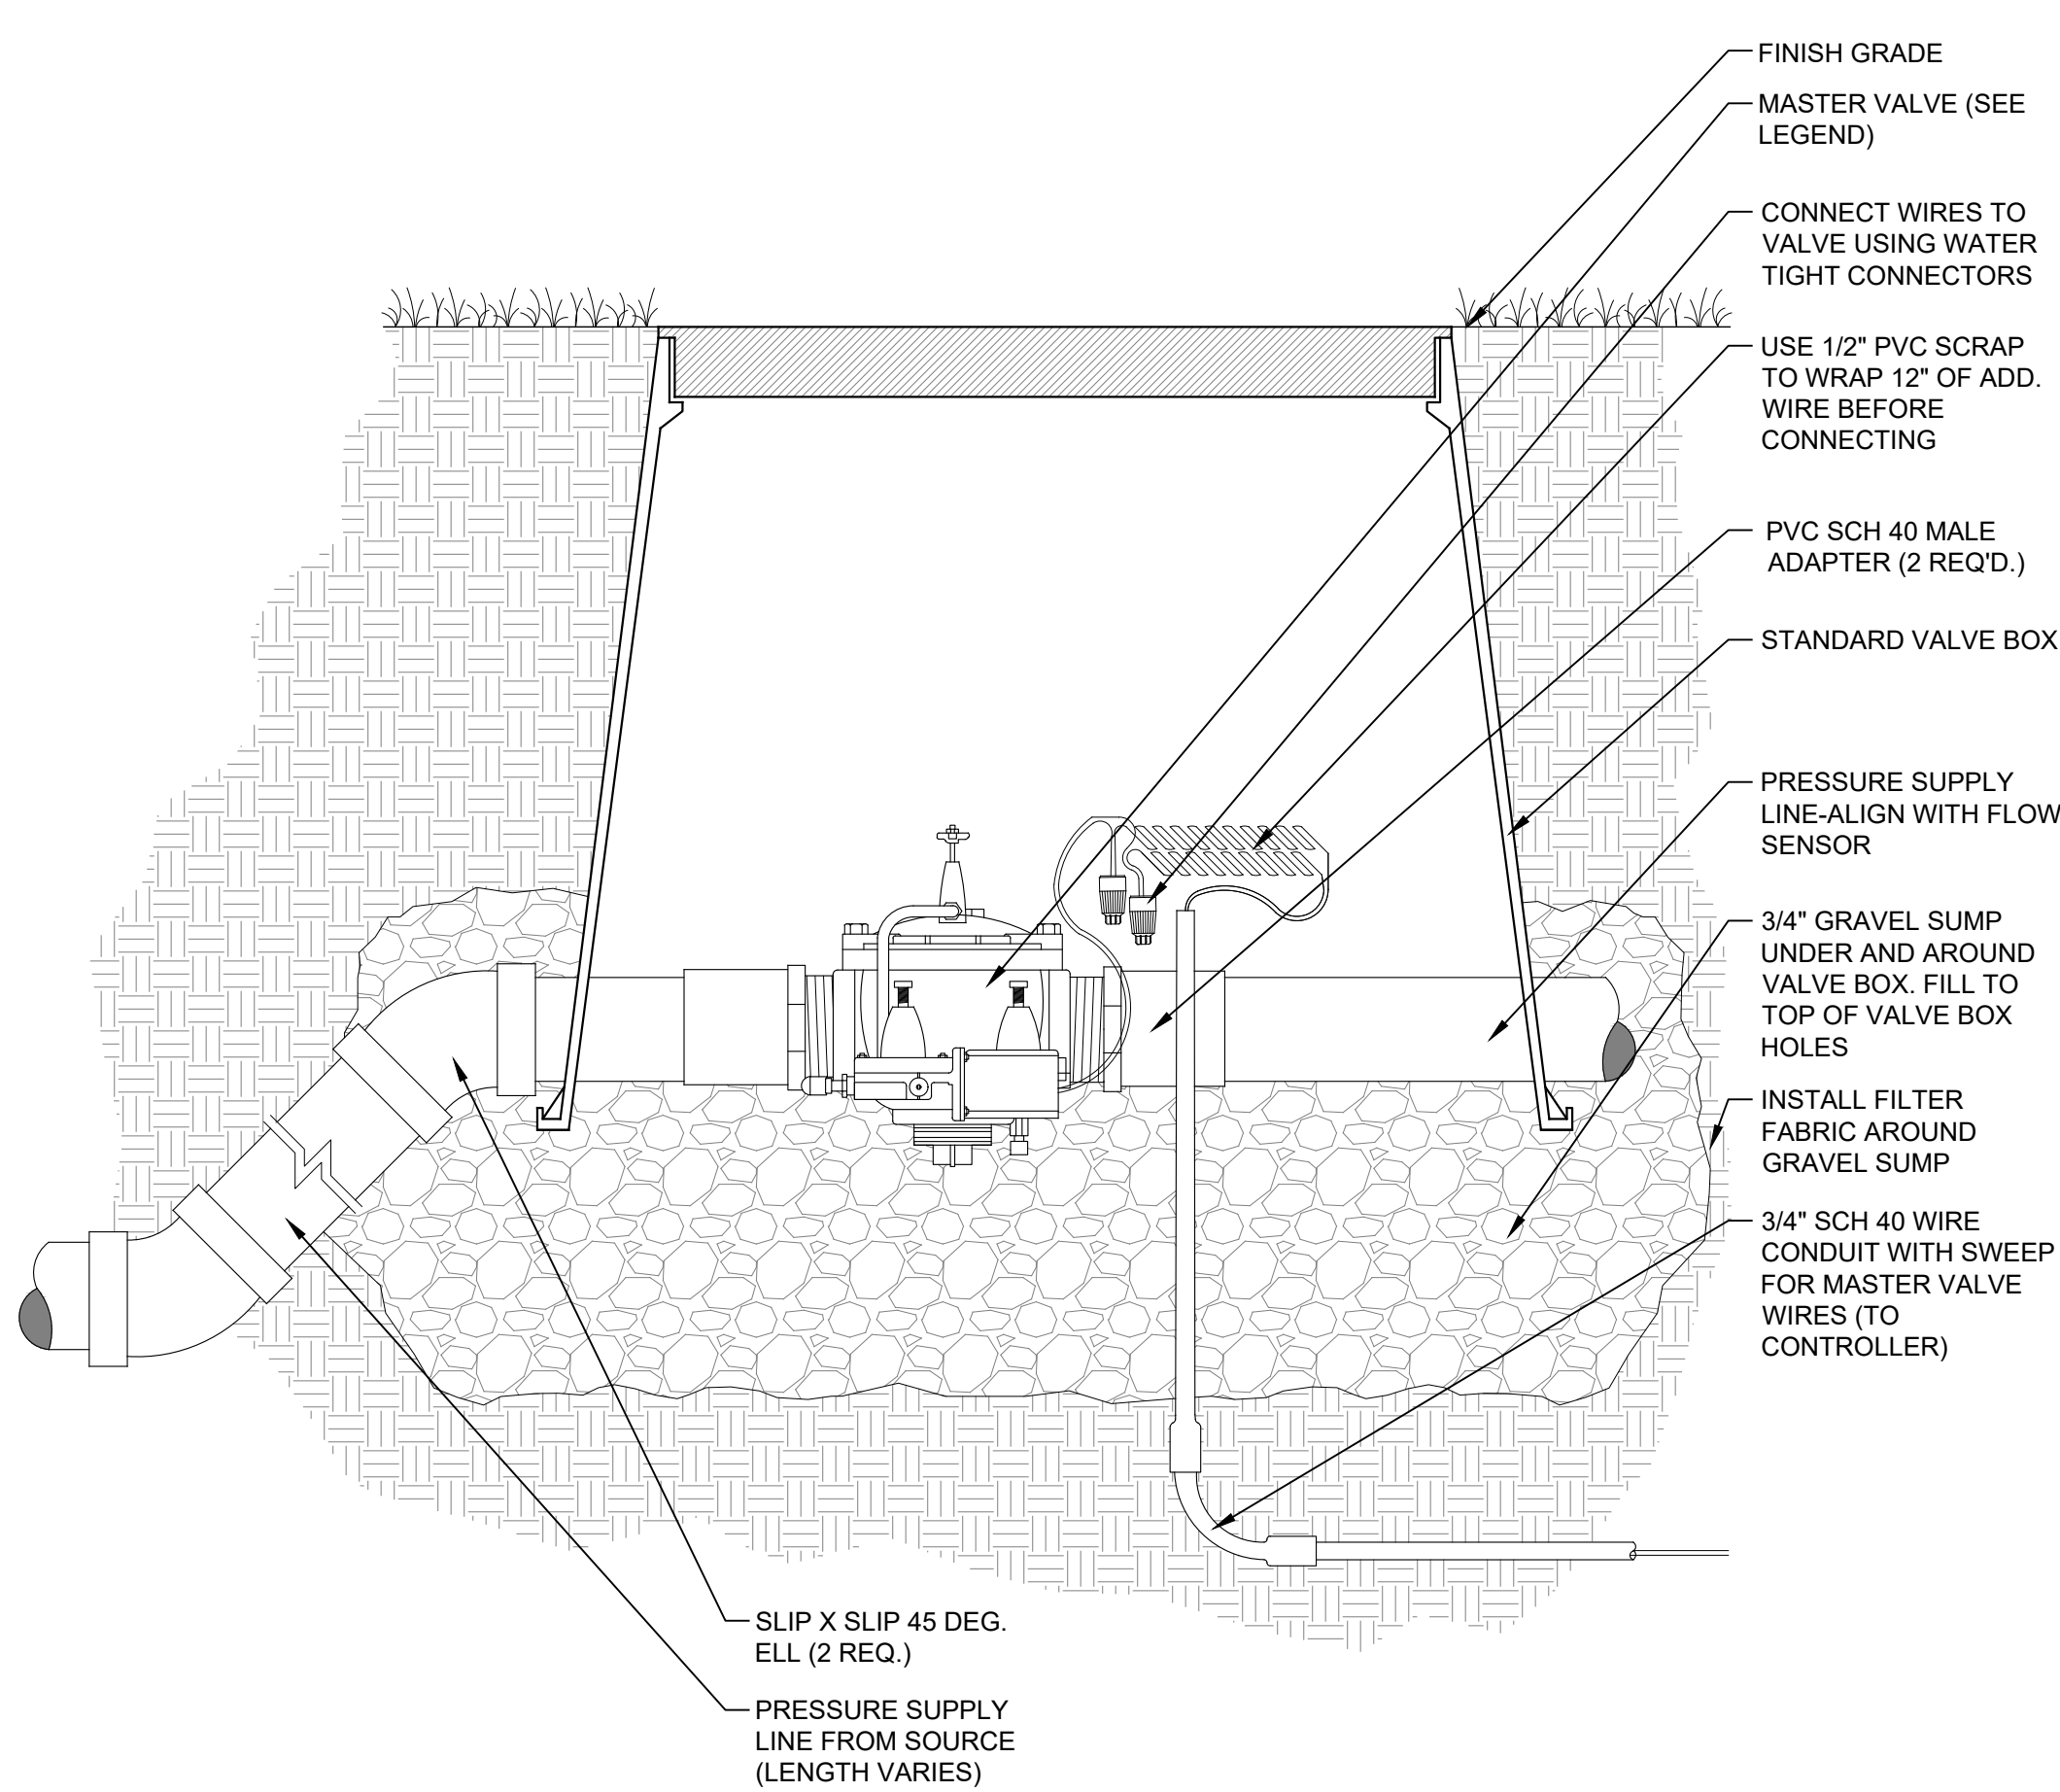 FINISH GRADE
MASTER VALVE (SEE
LEGEND)
CONNECT WIRES TO
VALVE USING WATER
TIGHT CONNECTORS
USE 1/2" PVC SCRAP
TO WRAP 12" OF ADD.
WIRE BEFORE
CONNECTING
PVC SCH 40 MALE
ADAPTER (2 REQ'D.)
STANDARD VALVE BOX
PRESSURE SUPPLY
LINE-ALIGN WITH FLOW
SENSOR
3/4" GRAVEL SUMP
UNDER AND AROUND
VALVE BOX. FILL TO
TOP OF VALVE BOX
HOLES
INSTALL FILTER
FABRIC AROUND
GRAVEL SUMP
3/4" SCH 40 WIRE
CONDUIT WITH SWEEP
FOR MASTER VALVE
WIRES (TO
CONTROLLER)
SLIP X SLIP 45 DEG.
ELL (2 REQ.)
PRESSURE SUPPLY
LINE FROM SOURCE
(LENGTH VARIES)